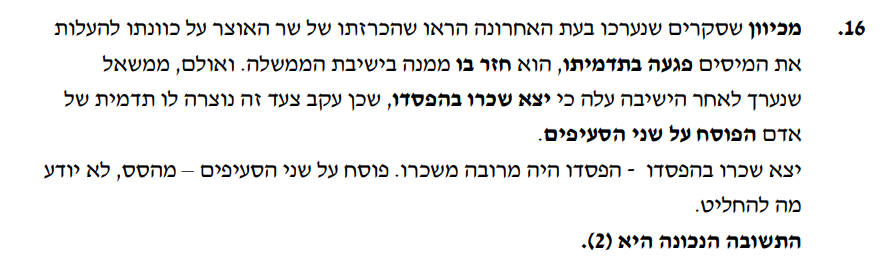 16. מכיוון שסקרים שנערכו בעת האחרונה הראו שהכרזתו של שר האוצר על כוונתו להעלות
את המיסים פגעה בתדמיתו, הוא חזר בו ממנה בישיבת הממשלה. ואולם, ממשאל
שנערך לאחר הישיבה עלה כי יצא שכרו בהפסדו, שכן עקב צעד זה נוצרה לו תדמית של
אדם הפוסח על שני הסעיפים.
יצא שכרו בהפסדו - הפסדו היה מרובה משכרו. פוסח על שני הסעיפים – מהסס, לא יודע
מה להחליט.
התשובה הנכונה היא (2).